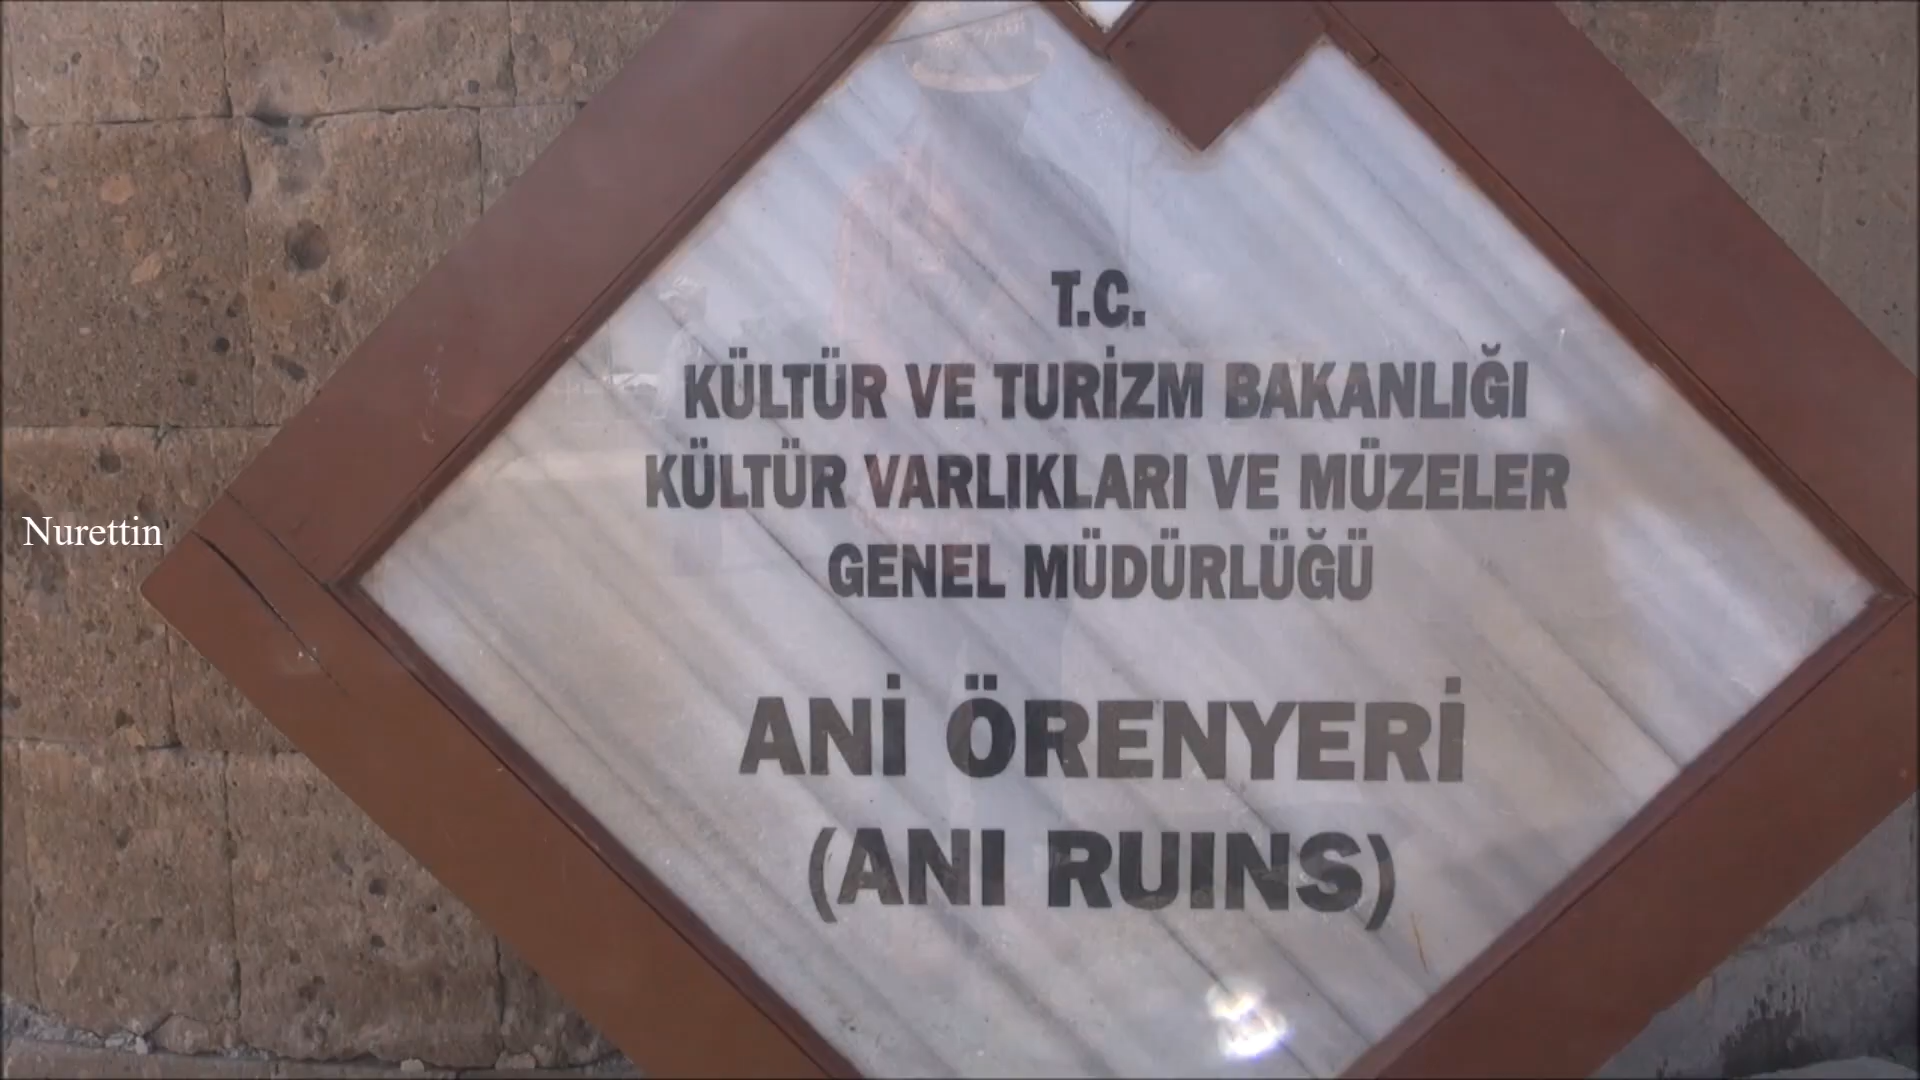 T.C.
KÜLTÜR VE TURİZM BAKANLIĞI
KÜLTÜR VARLIKLARI VE MÜZELER
GENEL MÜDÜRLÜĞÜ
ANİ ÖRENYERİ
(ANI RUINS)
Nurettin